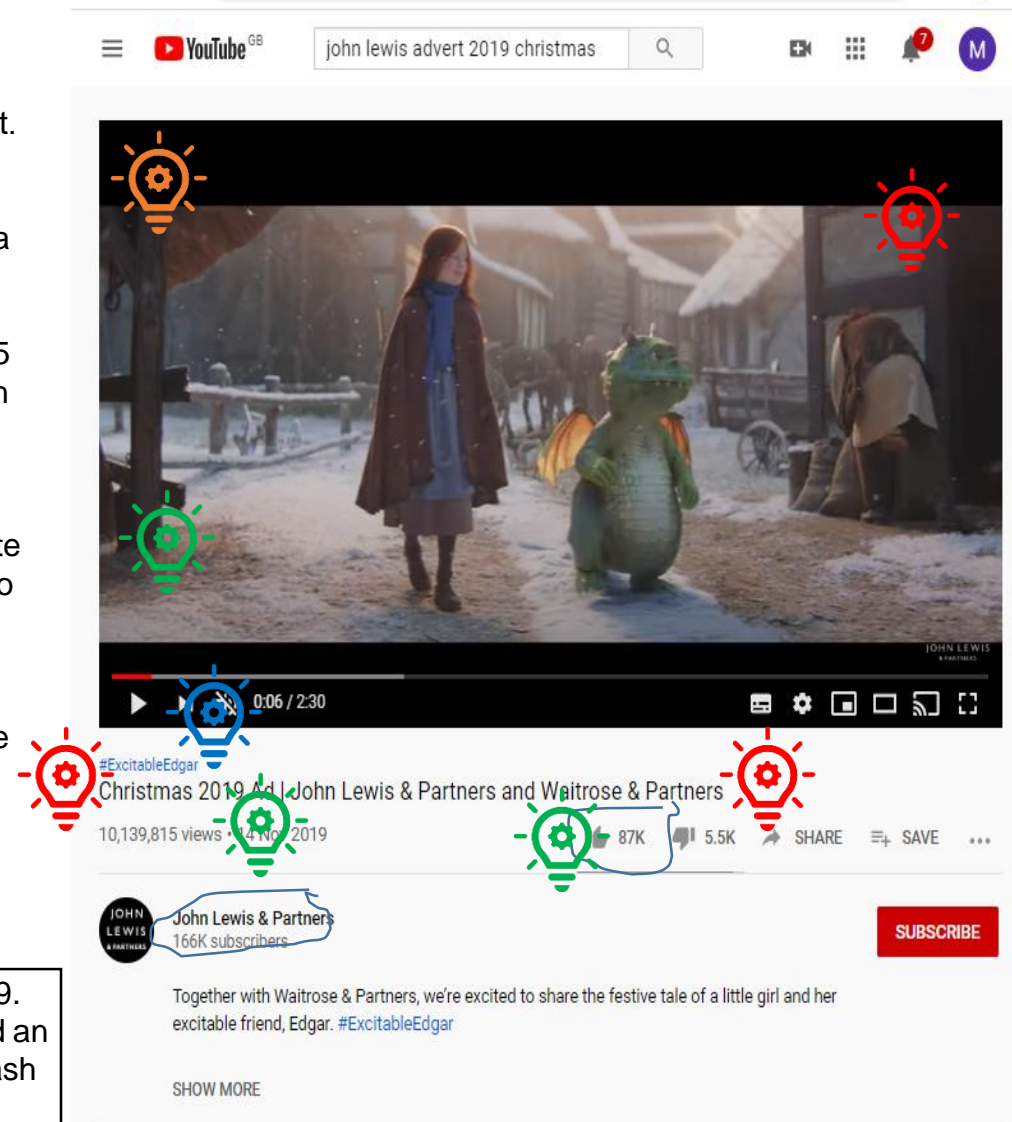 YouTube GB
john lewis advert 2019 christmas
7
M
t.
a
5
n
te
o
e
9.
d an
ash
JOHN LEWIS
& PARTNERS
0:06 / 2:30
#ExcitableEdgar
Christmas 2019 Ad | John Lewis & Partners and Waitrose & Partners
10,139,815 views • 14 Nov 2019
87K
5.5K
SHARE
SAVE
JOHN
LEWIS
& PARTNERS
John Lewis & Partners
166K subscribers
SUBSCRIBE
Together with Waitrose & Partners, we're excited to share the festive tale of a little girl and her
excitable friend, Edgar. #ExcitableEdgar
SHOW MORE